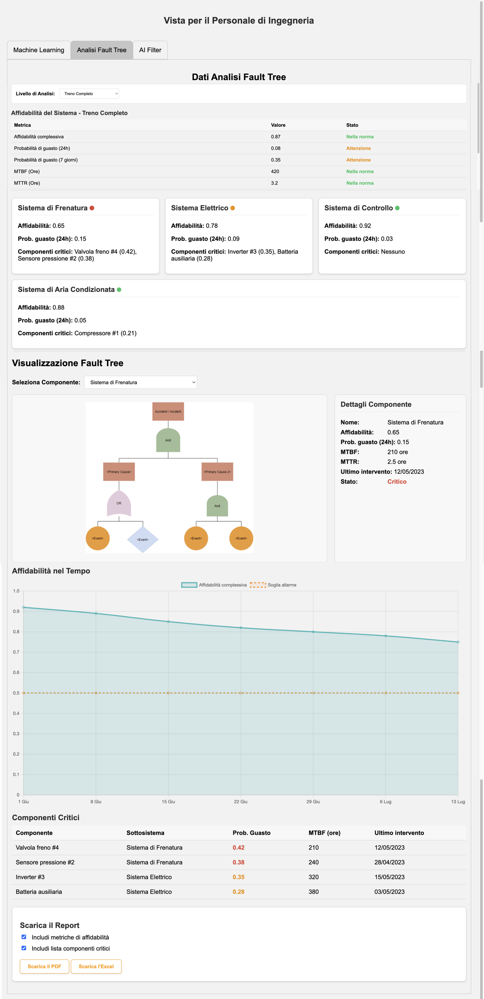 Vista per il Personale di Ingegneria
Machine Learning
Analisi Fault Tree
AI Filter
Dati Analisi Fault Tree
Livello di Analisi: Treno Completo
Affidabilità del Sistema - Treno Completo
Metrica Valore Stato
Affidabilità complessiva 0.87 Nella norma
Probabilità di guasto (24h) 0.08 Attenzione
Probabilità di guasto (7 giorni) 0.35 Attenzione
MTBF (Ore) 420 Nella norma
MTTR (Ore) 3.2 Nella norma
Sistema di Frenatura
Affidabilità: 0.65
Prob. guasto (24h): 0.15
Componenti critici: Valvola freno #4 (0.42),
Sensore pressione #2 (0.38)
Sistema Elettrico
Affidabilità: 0.78
Prob. guasto (24h): 0.09
Componenti critici: Inverter #3 (0.35), Batteria
ausiliaria (0.28)
Sistema di Controllo
Affidabilità: 0.92
Prob. guasto (24h): 0.03
Componenti critici: Nessuno
Sistema di Aria Condizionata
Affidabilità: 0.88
Prob. guasto (24h): 0.05
Componenti critici: Compressore #1 (0.21)
Visualizzazione Fault Tree
Seleziona Componente: Sistema di Frenatura
Accident / Incident
And
<Primary Cause> <Primary Cause 2>
OR
And
<Event> <Event> <Event> <Event>
Dettagli Componente
Nome: Sistema di Frenatura
Affidabilità: 0.65
Prob. guasto (24h): 0.15
MTBF: 210 ore
MTTR: 2.5 ore
Ultimo intervento: 12/05/2023
Stato: Critico
Affidabilità nel Tempo
Affidabilità complessiva Soglia allarme
1.0
0.9
0.8
0.7
0.6
0.5
0.4
0.3
0.2
0.1
0
1 Giu 8 Giu 15 Giu 22 Giu 29 Giu 6 Lug 13 Lug
Componenti Critici
Componente Sottosistema Prob. Guasto MTBF (ore) Ultimo intervento
Valvola freno #4 Sistema di Frenatura 0.42 210 12/05/2023
Sensore pressione #2 Sistema di Frenatura 0.38 240 28/04/2023
Inverter #3 Sistema Elettrico 0.35 320 15/05/2023
Batteria ausiliaria Sistema Elettrico 0.28 380 03/05/2023
Scarica il Report
Includi metriche di affidabilità
Includi lista componenti critici
Scarica il PDF
Scarica l'Excel